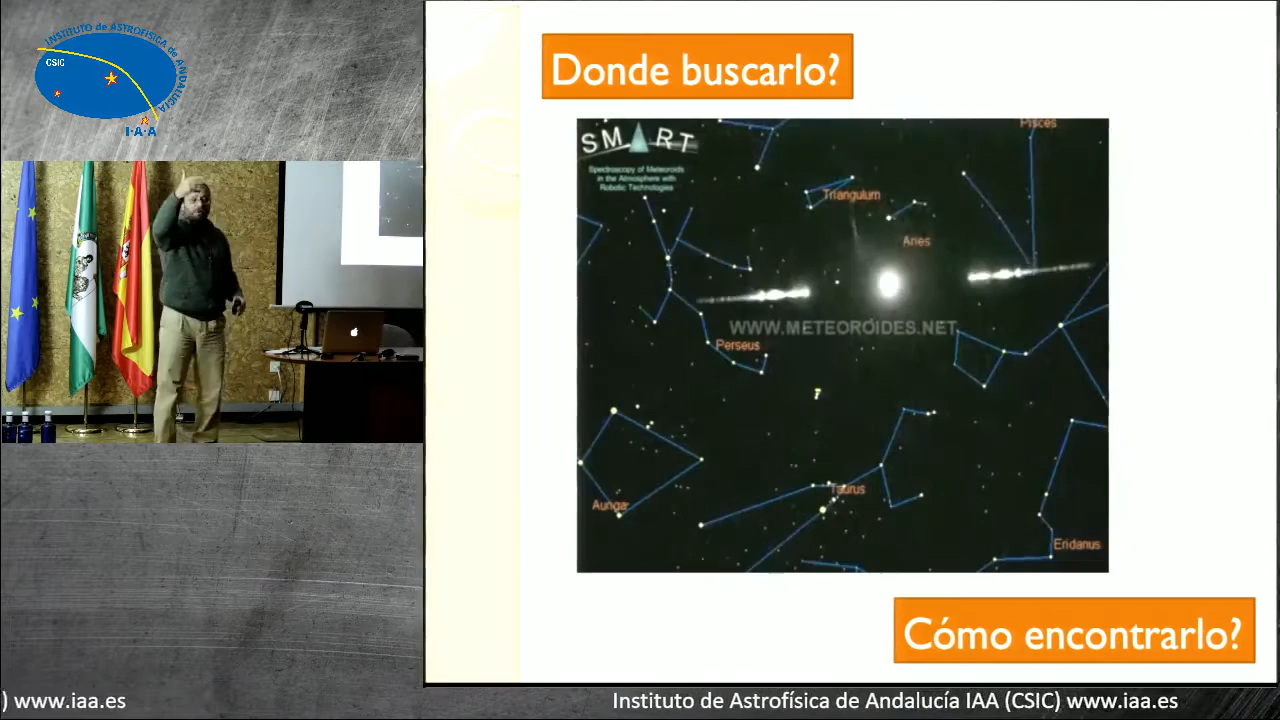 INSTITUTO de ASTROFÍSICA de ANDALUCÍA
CSIC
I·A·A
Donde buscarlo?
SMART
Spectroscopy of Meteoroids
in the Atmosphere with
Robotic Technologies
Pisces
Triangulum
Aries
WWW.METEOROIDES.NET
Perseus
Taurus
Auriga
Eridanus
Cómo encontrarlo?
) www.iaa.es
Instituto de Astrofísica de Andalucía IAA (CSIC) www.iaa.es